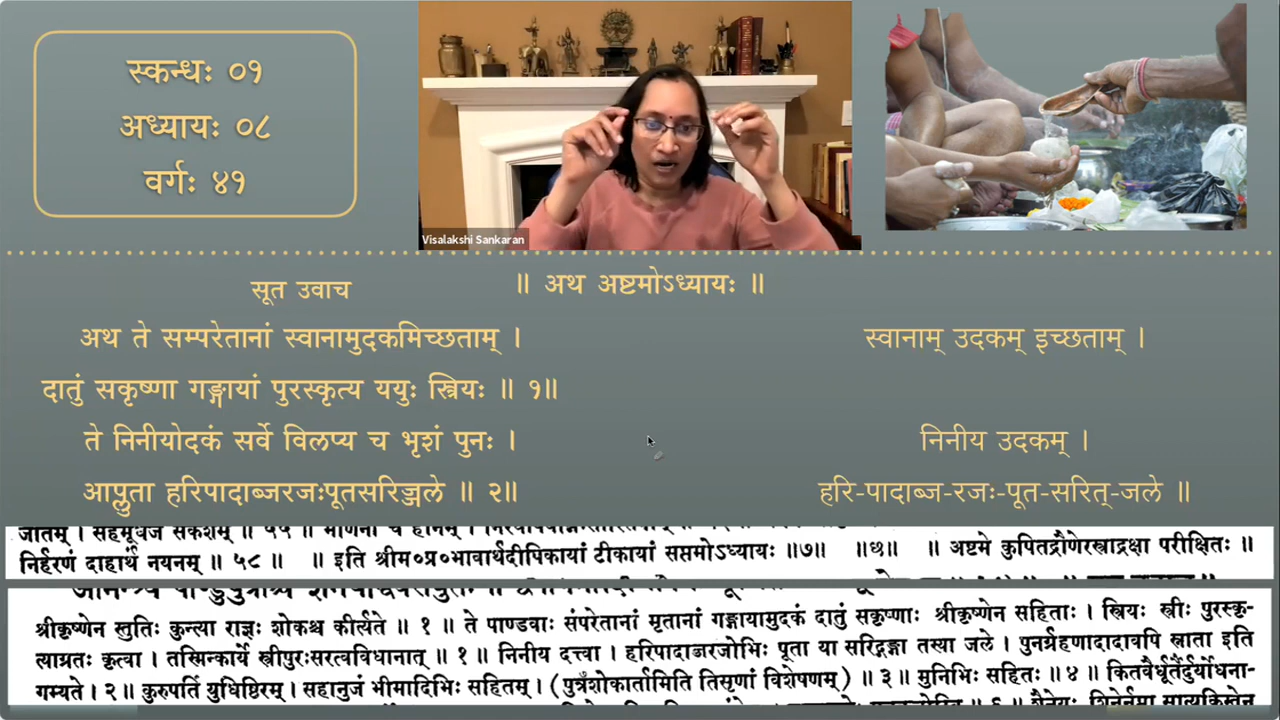 स्कन्धः ०१
अध्यायः ०८
वर्गः ४१
Visalakshi Sankaran
॥ अथ अष्टमोऽध्यायः ॥
सूत उवाच
अथ ते सम्परेतानां स्वानामुदकमिच्छताम् ।
स्वानाम् उदकम् इच्छताम् ।
दातुं सकृष्णा गङ्गायां पुरस्कृत्य ययुः स्त्रियः ॥ १॥
ते निनीयोदकं सर्वे विलप्य च भृशं पुनः ।
निनीय उदकम् ।
आप्लुता हरिपादाब्जरजःपूतसरिज्जले ॥ २॥
हरि-पादाब्ज-रजः-पूत-सरित्-जले ॥
निर्हरणं दाहार्थं नयनम् ॥ ५८ ॥ ॥ इति श्रीम०प्र०भावार्थदीपिकायां टीकायां सप्तमोऽध्यायः ॥७॥ ॥छ॥ ॥ अष्टमे कुपितद्रौणेरस्त्राद्रक्षा परीक्षितः ॥
श्रीकृष्णेन स्तुतिः कुन्त्या राज्ञः शोकश्च कीर्त्यते ॥ १ ॥ ते पाण्डवाः संपरेतानां मृतानां गङ्गायामुदकं दातुं सकृष्णाः श्रीकृष्णेन सहिताः । स्त्रियः स्त्रीः पुरस्कृ-
त्याग्रतः कृत्वा । तस्मिन्कार्ये स्त्रीपुरःसरत्वविधानात् ॥ १ ॥ निनीय दत्त्वा । हरिपादाब्जरजोभिः पूता या सरिद्गङ्गा तस्या जले । पुनर्ग्रहणादादावपि स्नाता इति
गम्यते । २ ॥ कुरुपतिं युधिष्ठिरम् । सहानुजं भीमादिभिः सहितम् । ( पुत्रशोकार्तामिति तिसृणां विशेषणम् ) ॥ ३ ॥ मुनिभिः सहितः ॥ ४ ॥ कितवैर्धूर्तैर्दुर्योधना-